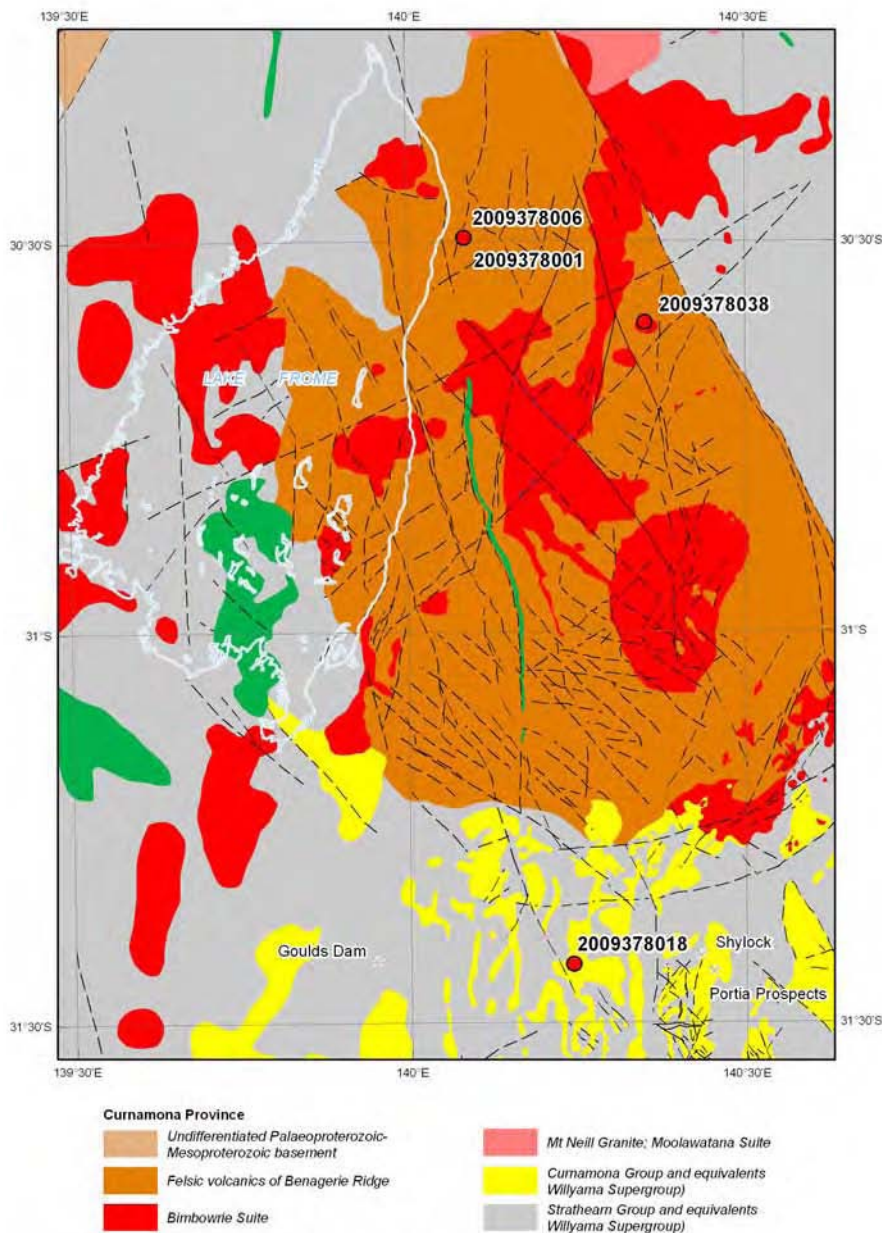 139°30'E
140°E
140°30'E
2009378006
30°30'S
30°30'S
2009378001
2009378038
LAKE FROME
31°S
31°S
2009378018
Goulds Dam
Shylock
Portia Prospects
31°30'S
31°30'S
139°30'E
140°E
140°30'E
Curnamona Province
Undifferentiated Palaeoproterozoic-
Mesoproterozoic basement
Felsic volcanics of Benagerie Ridge
Bimbowrie Suite
Mt Neill Granite; Moolawatana Suite
Curnamona Group and equivalents
Willyama Supergroup)
Strathearn Group and equivalents
Willyama Supergroup)